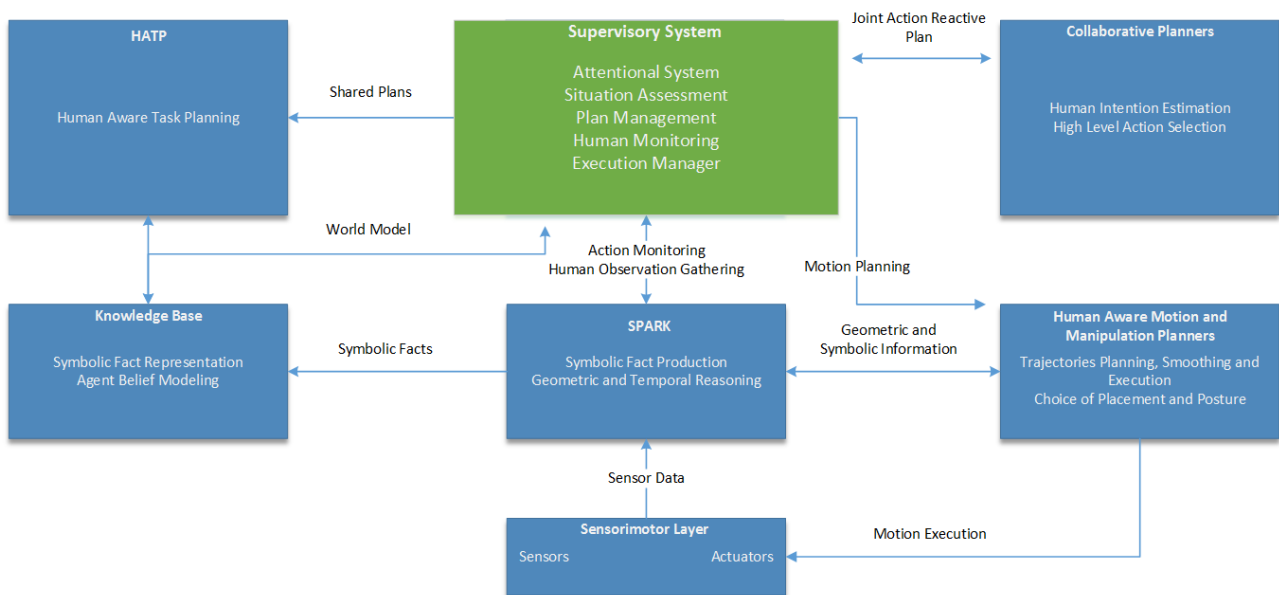 HATP
Human Aware Task Planning
Shared Plans
Supervisory System
Attentional System
Situation Assessment
Plan Management
Human Monitoring
Execution Manager
Joint Action Reactive
Plan
Collaborative Planners
Human Intention Estimation
High Level Action Selection
World Model
Action Monitoring
Human Observation Gathering
Motion Planning
Knowledge Base
Symbolic Fact Representation
Agent Belief Modeling
Symbolic Facts
SPARK
Symbolic Fact Production
Geometric and Temporal Reasoning
Geometric and
Symbolic Information
Human Aware Motion and
Manipulation Planners
Trajectories Planning, Smoothing and
Execution
Choice of Placement and Posture
Sensor Data
Sensorimotor Layer
Sensors
Actuators
Motion Execution